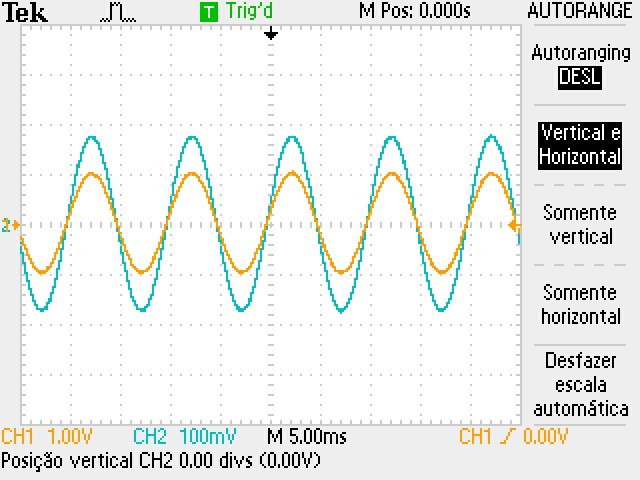 Tek T Trig'd M Pos: 0.000s AUTORANGE
Autoranging
DESL
Vertical e
Horizontal
2
Somente
vertical
Somente
horizontal
Desfazer
escala
automática
CH1 1.00V CH2 100mV M 5.00ms CH1 0.00V
Posição vertical CH2 0.00 divs (0.00V)